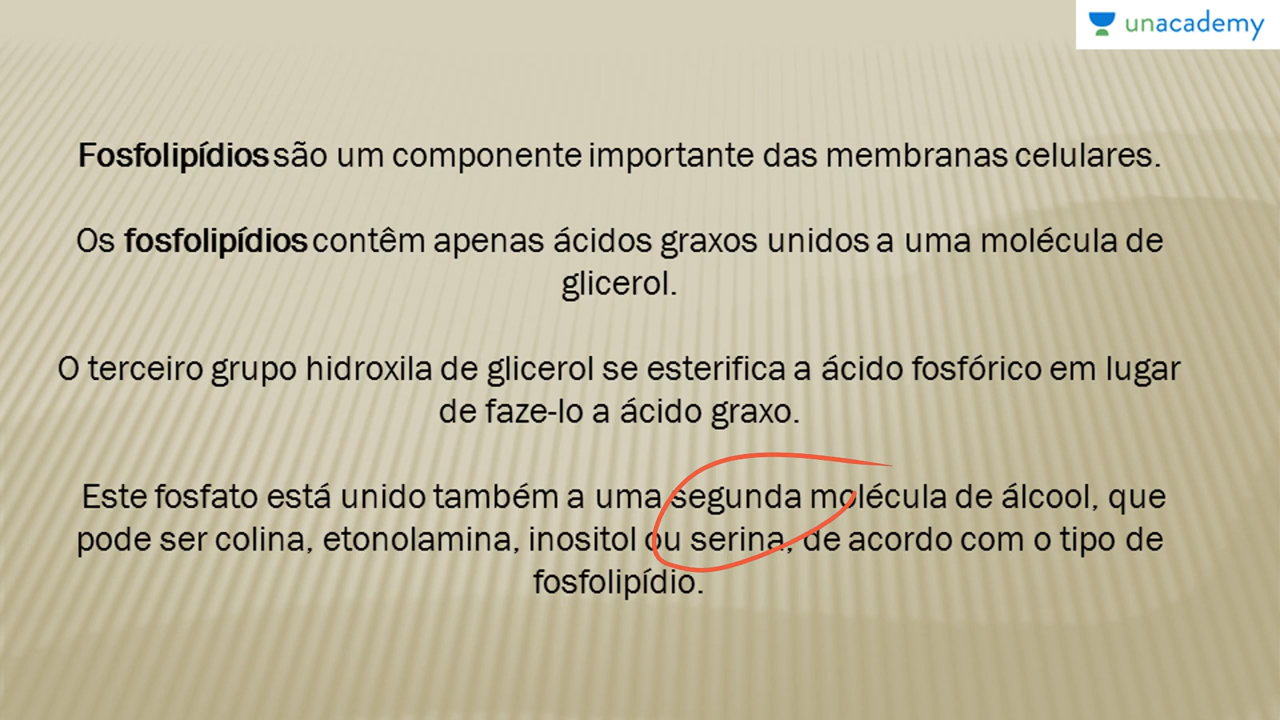 unacademy
Fosfolipídios são um componente importante das membranas celulares.
Os fosfolipídios contêm apenas ácidos graxos unidos a uma molécula de
glicerol.
O terceiro grupo hidroxila de glicerol se esterifica a ácido fosfórico em lugar
de faze-lo a ácido graxo.
Este fosfato está unido também a uma segunda molécula de álcool, que
pode ser colina, etonolamina, inositol ou serina, de acordo com o tipo de
fosfolipídio.